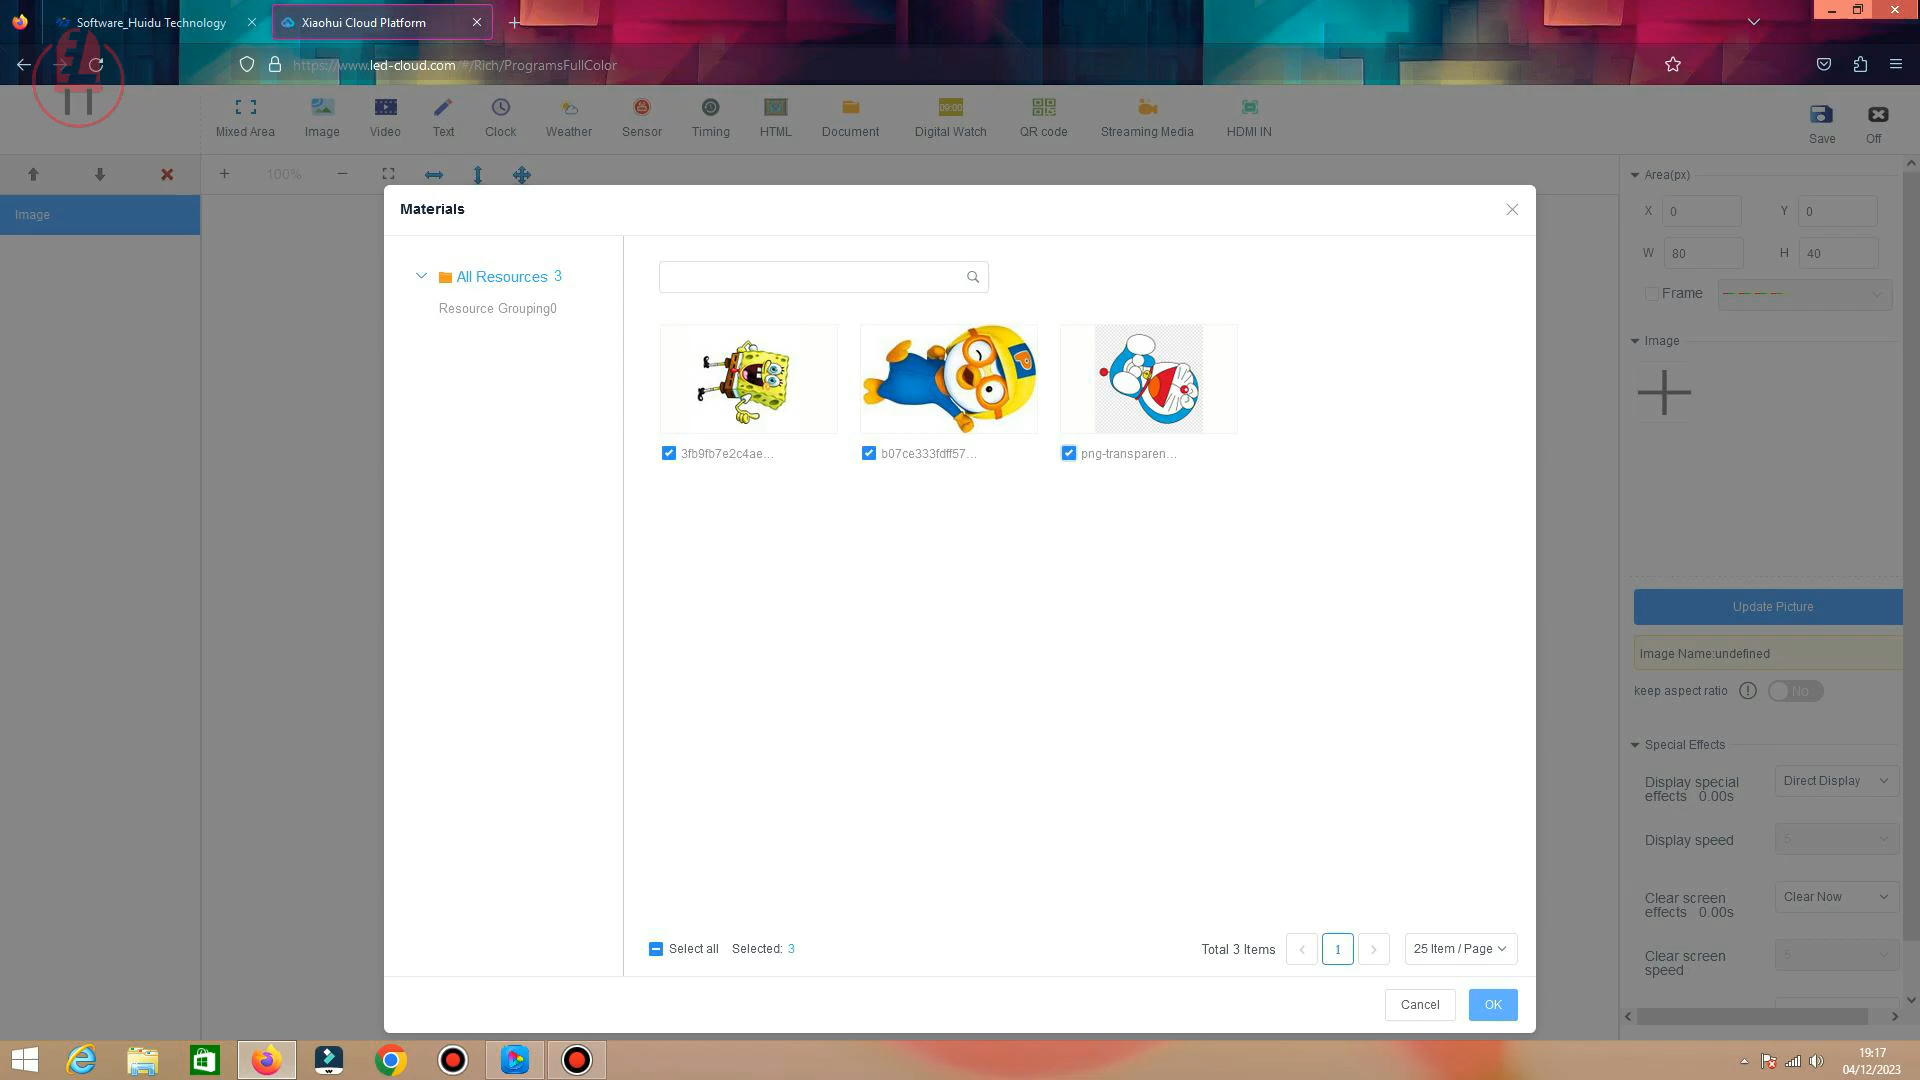 Software_Huidu Technology
Xiaohui Cloud Platform
https://www.led-cloud.com/#/Rich/ProgramsFullColor
Mixed Area
Image
Video
Text
Clock
Weather
Sensor
Timing
HTML
Document
09:00
Digital Watch
QR code
Streaming Media
HDMI IN
Save
Off
100%
Image
Materials
All Resources 3
Resource Grouping0
3fb9fb7e2c4ae...
b07ce333fdff57...
png-transparen...
Select all Selected: 3
Total 3 Items
1
25 Item / Page
Cancel
OK
Area(px)
X 0
Y 0
W 80
H 40
Frame
Image
Update Picture
Image Name:undefined
keep aspect ratio
No
Special Effects
Display special effects 0.00s
Direct Display
Display speed
5
Clear screen effects 0.00s
Clear Now
Clear screen speed
5
19:17
04/12/2023